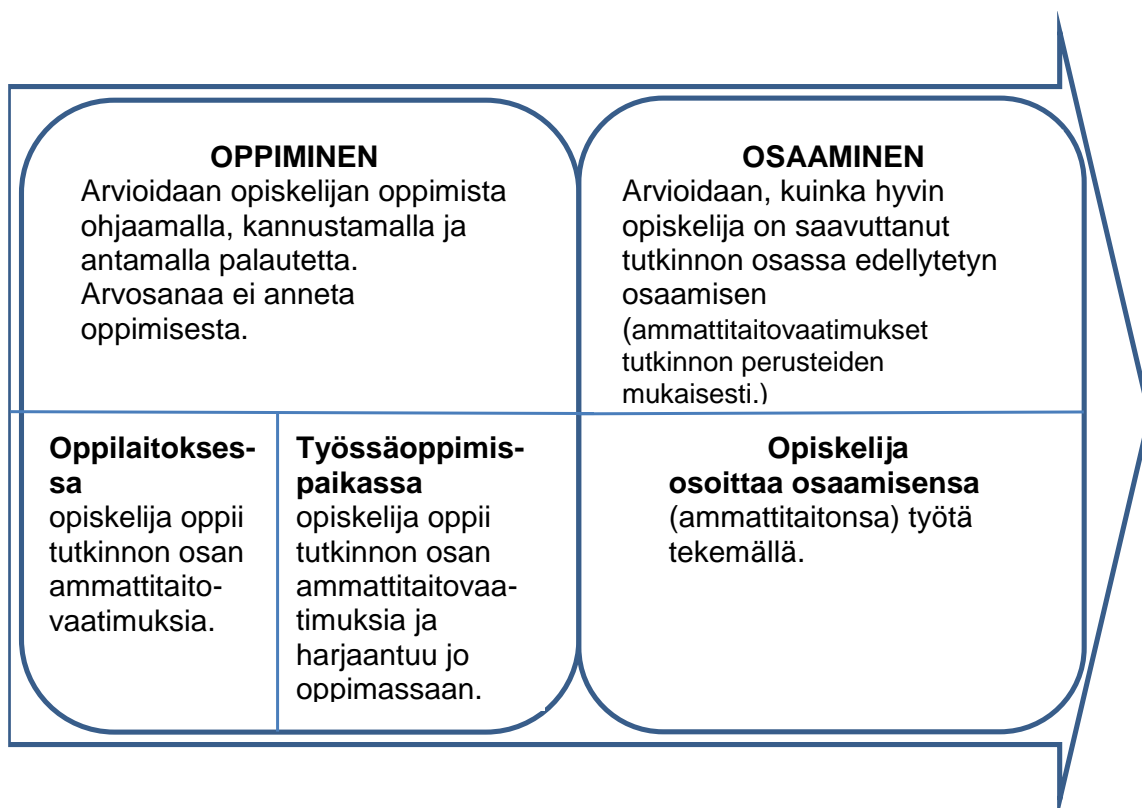 OPPIMINEN
Arvioidaan opiskelijan oppimista
ohjaamalla, kannustamalla ja
antamalla palautetta.
Arvosanaa ei anneta
oppimisesta.
OSAAMINEN
Arvioidaan, kuinka hyvin
opiskelija on saavuttanut
tutkinnon osassa edellytetyn
osaamisen
(ammattitaitovaatimukset
tutkinnon perusteiden
mukaisesti.)
Oppilaitokses-
sa
opiskelija oppii
tutkinnon osan
ammattitaito-
vaatimuksia.
Työssäoppimis-
paikassa
opiskelija oppii
tutkinnon osan
ammattitaitovaa-
timuksia ja
harjaantuu jo
oppimassaan.
Opiskelija
osoittaa osaamisensa
(ammattitaitonsa) työtä
tekemällä.